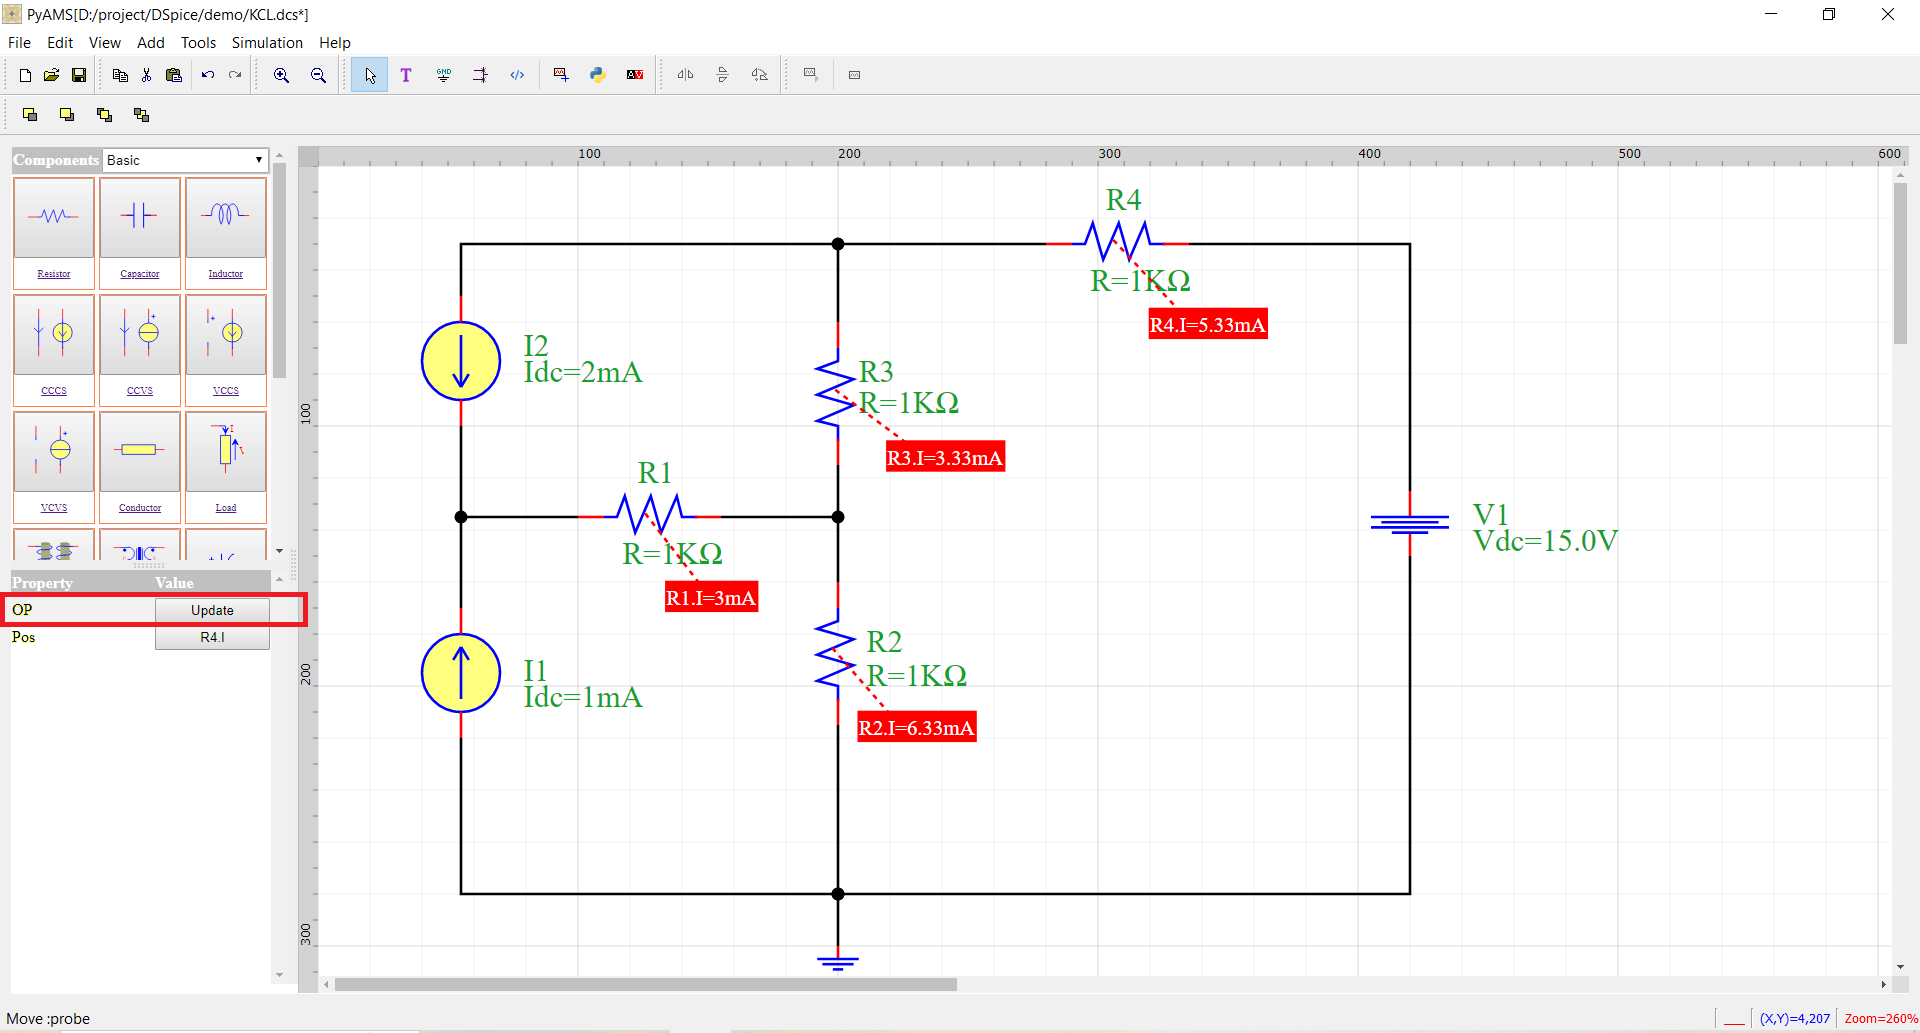 PyAMS[D:/project/DSpice/demo/KCL.dcs*]
File Edit View Add Tools Simulation Help
T GND </> AV
Components Basic
Resistor Capacitor Inductor
CCCS CCVS VCCS
VCVS Conductor Load
Property Value
OP Update
Pos R4.I
100 200 300 400 500 600
100
200
300
R4
R=1KΩ
R4.I=5.33mA
I2
Idc=2mA
R3
R=1KΩ
R3.I=3.33mA
R1
R=1KΩ
R1.I=3mA
V1
Vdc=15.0V
R2
R=1KΩ
R2.I=6.33mA
I1
Idc=1mA
Move :probe
(X,Y)=4,207 Zoom=260%